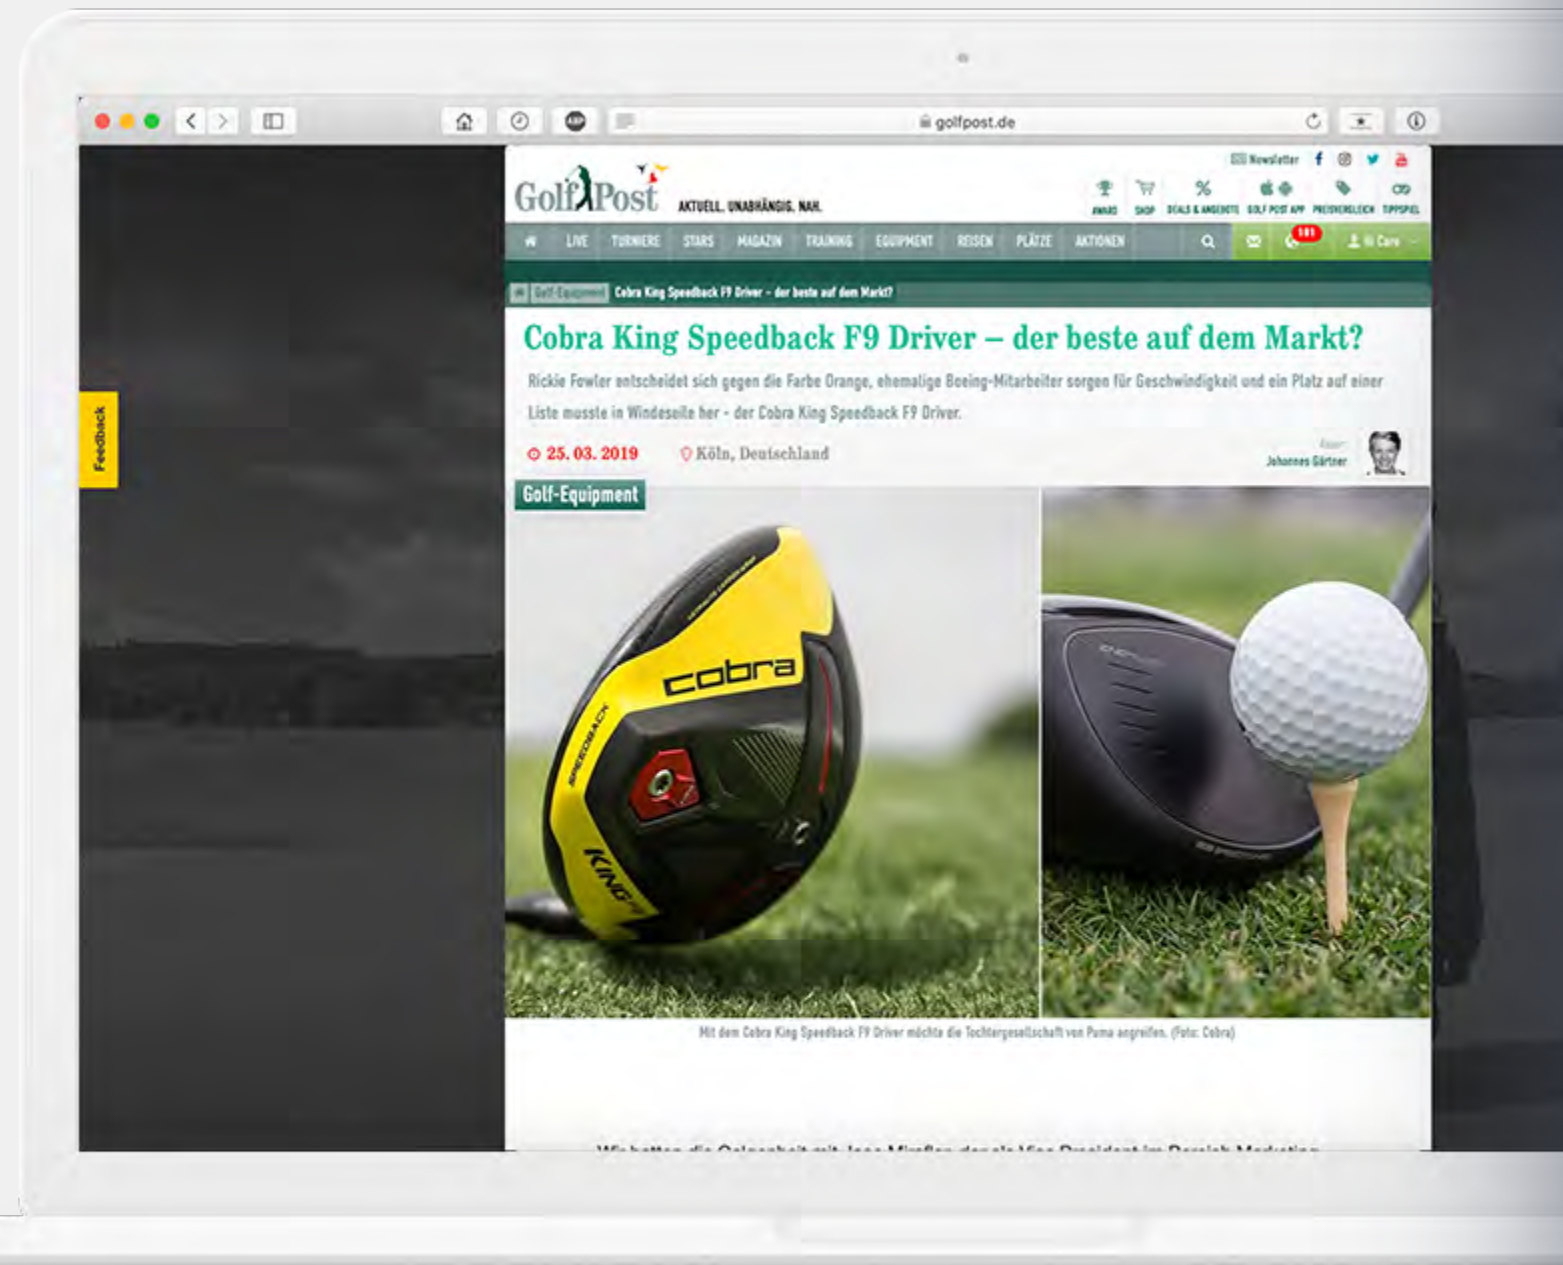 ABP
golfpost.de
Newsletter
Golf Post
AKTUELL. UNABHÄNGIG. NAH.
AWARD SHOP DEALS & ANGEBOTE GOLF POST APP PREISVERGLEICH TIPPSPIEL
LIVE TURNIERE STARS MAGAZIN TRAINING EQUIPMENT REISEN PLÄTZE AKTIONEN 181 Hi Caro
Golf-Equipment Cobra King Speedback F9 Driver – der beste auf dem Markt?
Cobra King Speedback F9 Driver – der beste auf dem Markt?
Rickie Fowler entscheidet sich gegen die Farbe Orange, ehemalige Boeing-Mitarbeiter sorgen für Geschwindigkeit und ein Platz auf einer
Liste musste in Windeseile her - der Cobra King Speedback F9 Driver.
25. 03. 2019 Köln, Deutschland
Johannes Gärtner
Feedback
Golf-Equipment
cobra
SPEEDBACK
KING F9
Mit dem Cobra King Speedback F9 Driver möchte die Tochtergesellschaft von Puma angreifen. (Foto: Cobra)